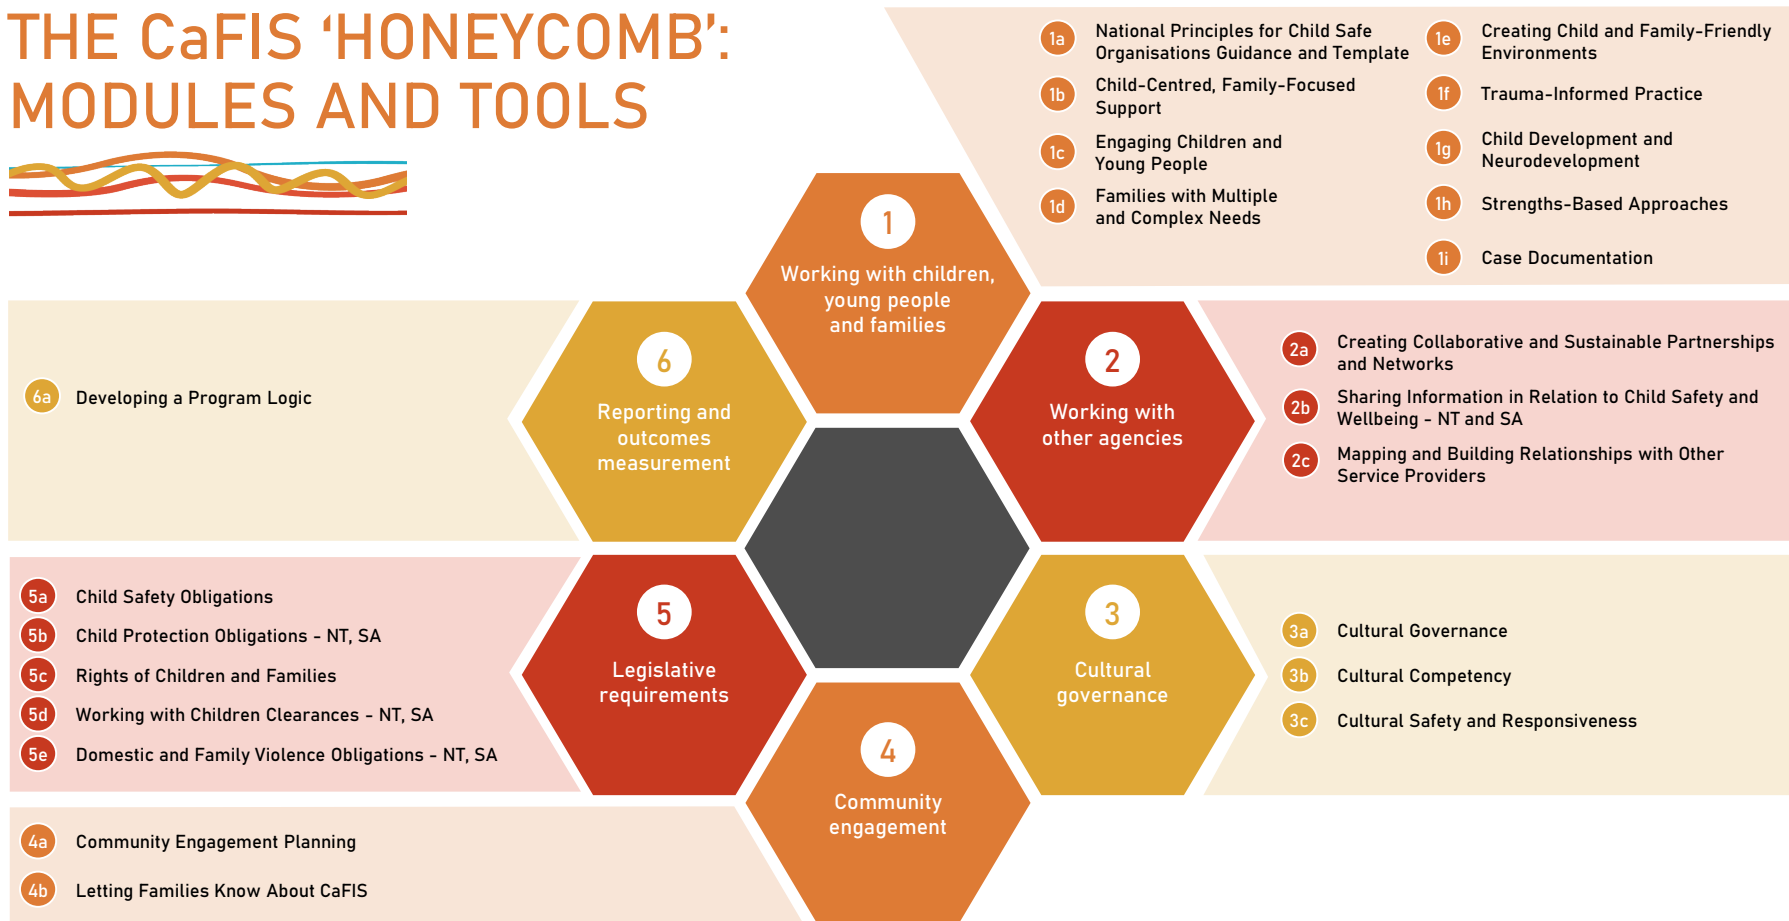 THE CaFIS ‘HONEYCOMB’:
MODULES AND TOOLS
1a
National Principles for Child Safe
Organisations Guidance and Template
1b
Child-Centred, Family-Focused
Support
1c
Engaging Children and
Young People
1d
Families with Multiple
and Complex Needs
1e
Creating Child and Family-Friendly
Environments
1f
Trauma-Informed Practice
1g
Child Development and
Neurodevelopment
1h
Strengths-Based Approaches
1i
Case Documentation
1
Working with children,
young people
and families
2
Working with
other agencies
2a
Creating Collaborative and Sustainable Partnerships
and Networks
2b
Sharing Information in Relation to Child Safety and
Wellbeing - NT and SA
2c
Mapping and Building Relationships with Other
Service Providers
3
Cultural
governance
3a
Cultural Governance
3b
Cultural Competency
3c
Cultural Safety and Responsiveness
4
Community
engagement
4a
Community Engagement Planning
4b
Letting Families Know About CaFIS
5
Legislative
requirements
5a
Child Safety Obligations
5b
Child Protection Obligations - NT, SA
5c
Rights of Children and Families
5d
Working with Children Clearances - NT, SA
5e
Domestic and Family Violence Obligations - NT, SA
6
Reporting and
outcomes
measurement
6a
Developing a Program Logic